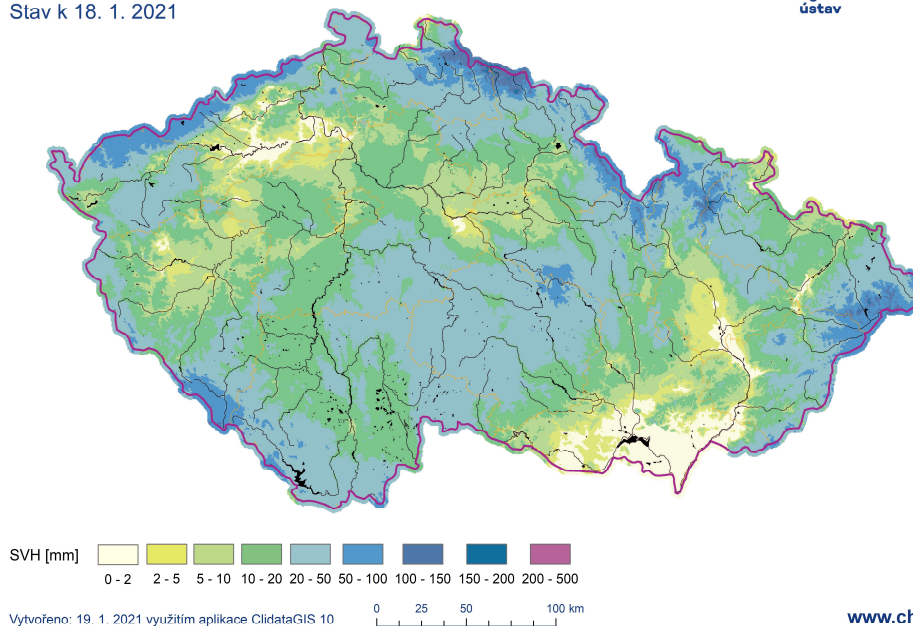 Stav k 18. 1. 2021
ústav
SVH [mm]
0 - 2
2 - 5
5 - 10
10 - 20
20 - 50
50 - 100
100 - 150
150 - 200
200 - 500
0 25 50 100 km
Vytvořeno: 19. 1. 2021 využitím aplikace ClidataGIS 10
www.ch